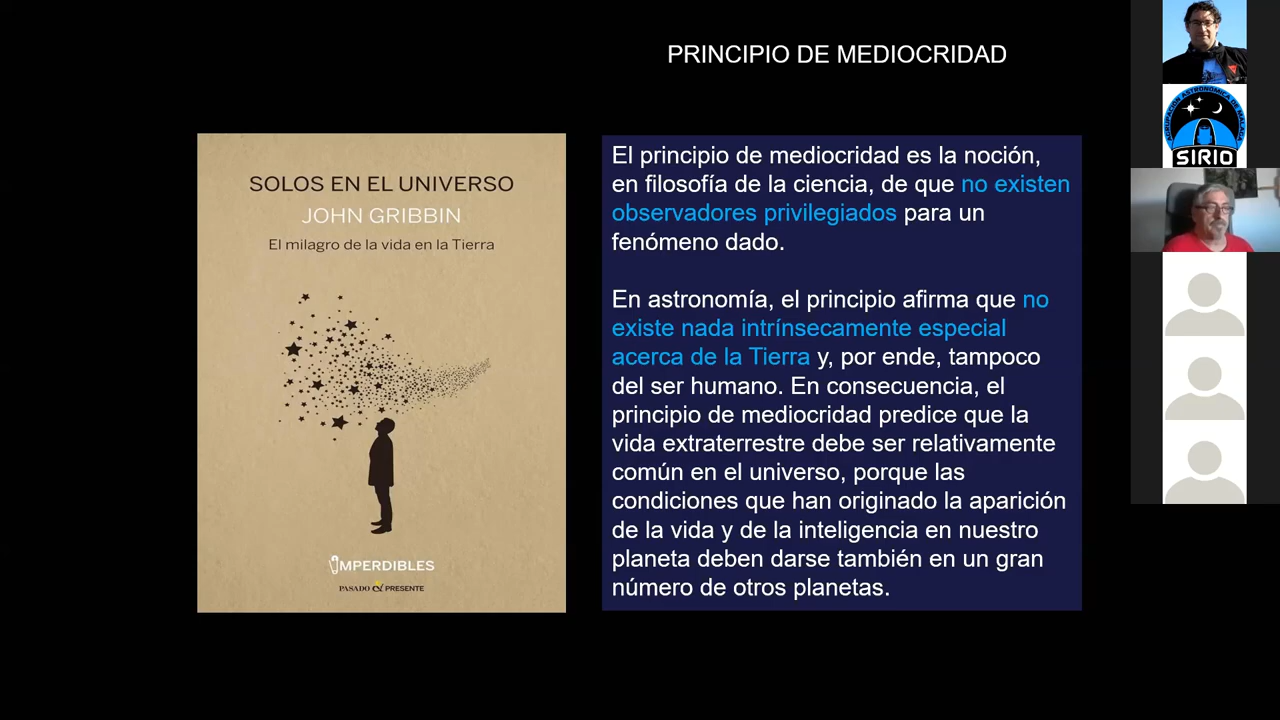 PRINCIPIO DE MEDIOCRIDAD
SOLOS EN EL UNIVERSO
JOHN GRIBBIN
El milagro de la vida en la Tierra
IMPERDIBLES
PASADO & PRESENTE
El principio de mediocridad es la noción,
en filosofía de la ciencia, de que no existen
observadores privilegiados para un
fenómeno dado.
En astronomía, el principio afirma que no
existe nada intrínsecamente especial
acerca de la Tierra y, por ende, tampoco
del ser humano. En consecuencia, el
principio de mediocridad predice que la
vida extraterrestre debe ser relativamente
común en el universo, porque las
condiciones que han originado la aparición
de la vida y de la inteligencia en nuestro
planeta deben darse también en un gran
número de otros planetas.
AGRUPACIÓN ASTRONÓMICA DE MÁLAGA
SIRIO